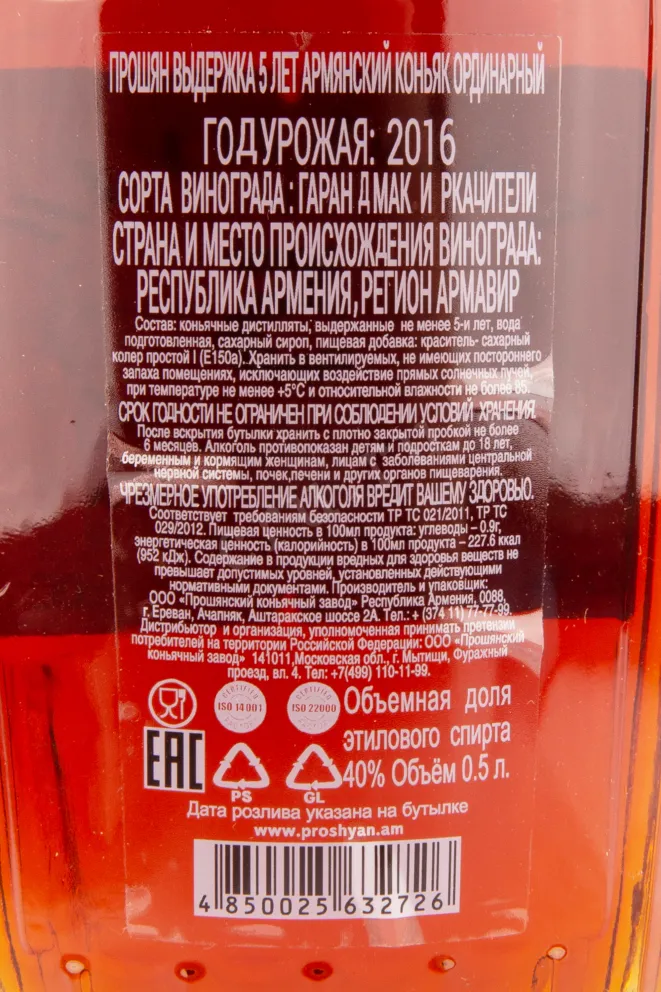 ПРОШЯН ВЫДЕРЖКА 5 ЛЕТ АРМЯНСКИЙ КОНЬЯК ОРДИНАРНЫЙ
ГОД УРОЖАЯ: 2016
СОРТА ВИНОГРАДА : ГАРАН ДМАК И РКАЧИТЕЛИ
СТРАНА И МЕСТО ПРОИСХОЖДЕНИЯ ВИНОГРАДА:
РЕСПУБЛИКА АРМЕНИЯ, РЕГИОН АРМАВИР
Состав: коньячные дистилляты, выдержанные не менее 5-и лет, вода
подготовленная, сахарный сироп, пищевая добавка: краситель- сахарный
колер простой I (Е150а). Хранить в вентилируемых, не имеющих постороннего
запаха помещениях, исключающих воздействие прямых солнечных лучей,
при температуре не менее +5°С и относительной влажности не более 85.
СРОК ГОДНОСТИ НЕ ОГРАНИЧЕН ПРИ СОБЛЮДЕНИИ УСЛОВИЙ ХРАНЕНИЯ.
После вскрытия бутылки хранить с плотно закрытой пробкой не более
6 месяцев. Алкоголь противопоказан детям и подросткам до 18 лет,
беременным и кормящим женщинам, лицам с заболеваниями центральной
нервной системы, почек,печени и других органов пищеварения.
ЧРЕЗМЕРНОЕ УПОТРЕБЛЕНИЕ АЛКОГОЛЯ ВРЕДИТ ВАШЕМУ ЗДОРОВЬЮ.
Соответствует требованиям безопасности ТР ТС 021/2011, ТР ТС
029/2012. Пищевая ценность в 100мл продукта: углеводы – 0.9г,
энергетическая ценность (калорийность) в 100мл продукта – 227.6 ккал
(952 кДж). Содержание в продукции вредных для здоровья веществ не
превышает допустимых уровней, установленных действующими
нормативными документами. Производитель и упаковщик:
ООО «Прошянский коньячный завод» Республика Армения, 0088,
г. Ереван, Ачапняк, Аштаракское шоссе 2А. Тел.: + (374 11) 77-77-99.
Дистрибьютор и организация, уполномоченная принимать претензии
потребителей на территории Российской Федерации: ООО «Прошянский
коньячный завод» 141011,Московская обл., г. Мытищи, Фуражный
проезд, вл. 4. Тел: +7(499) 110-11-99.
CERTIFIED
ISO 14001
CERTIFIED
ISO 22000
Объемная доля
этилового спирта
40% Объём 0.5 л.
EAC
PS
GL
Дата розлива указана на бутылке
www.proshyan.am
4 850025 632726